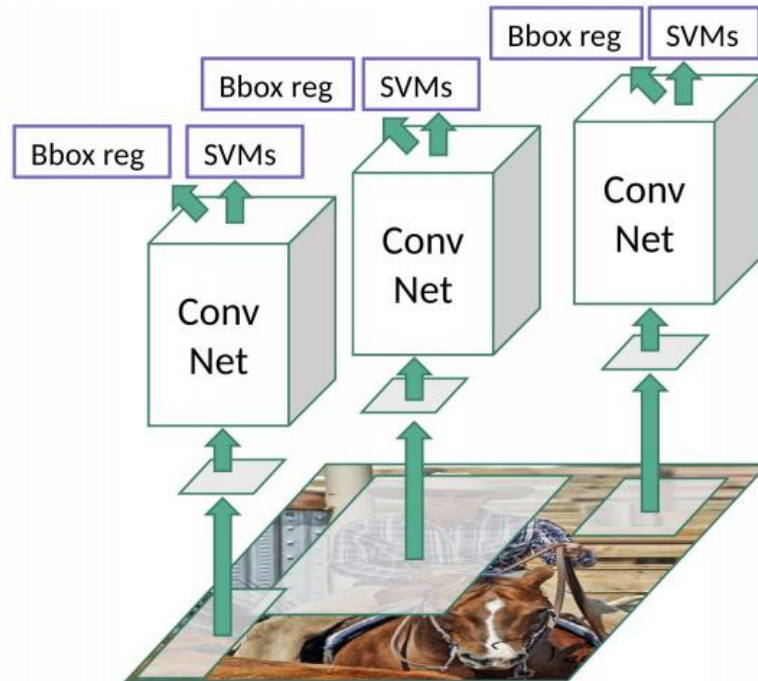 Bbox reg SVMs
Bbox reg SVMs
Bbox reg SVMs
Conv
Net
Conv
Net
Conv
Net